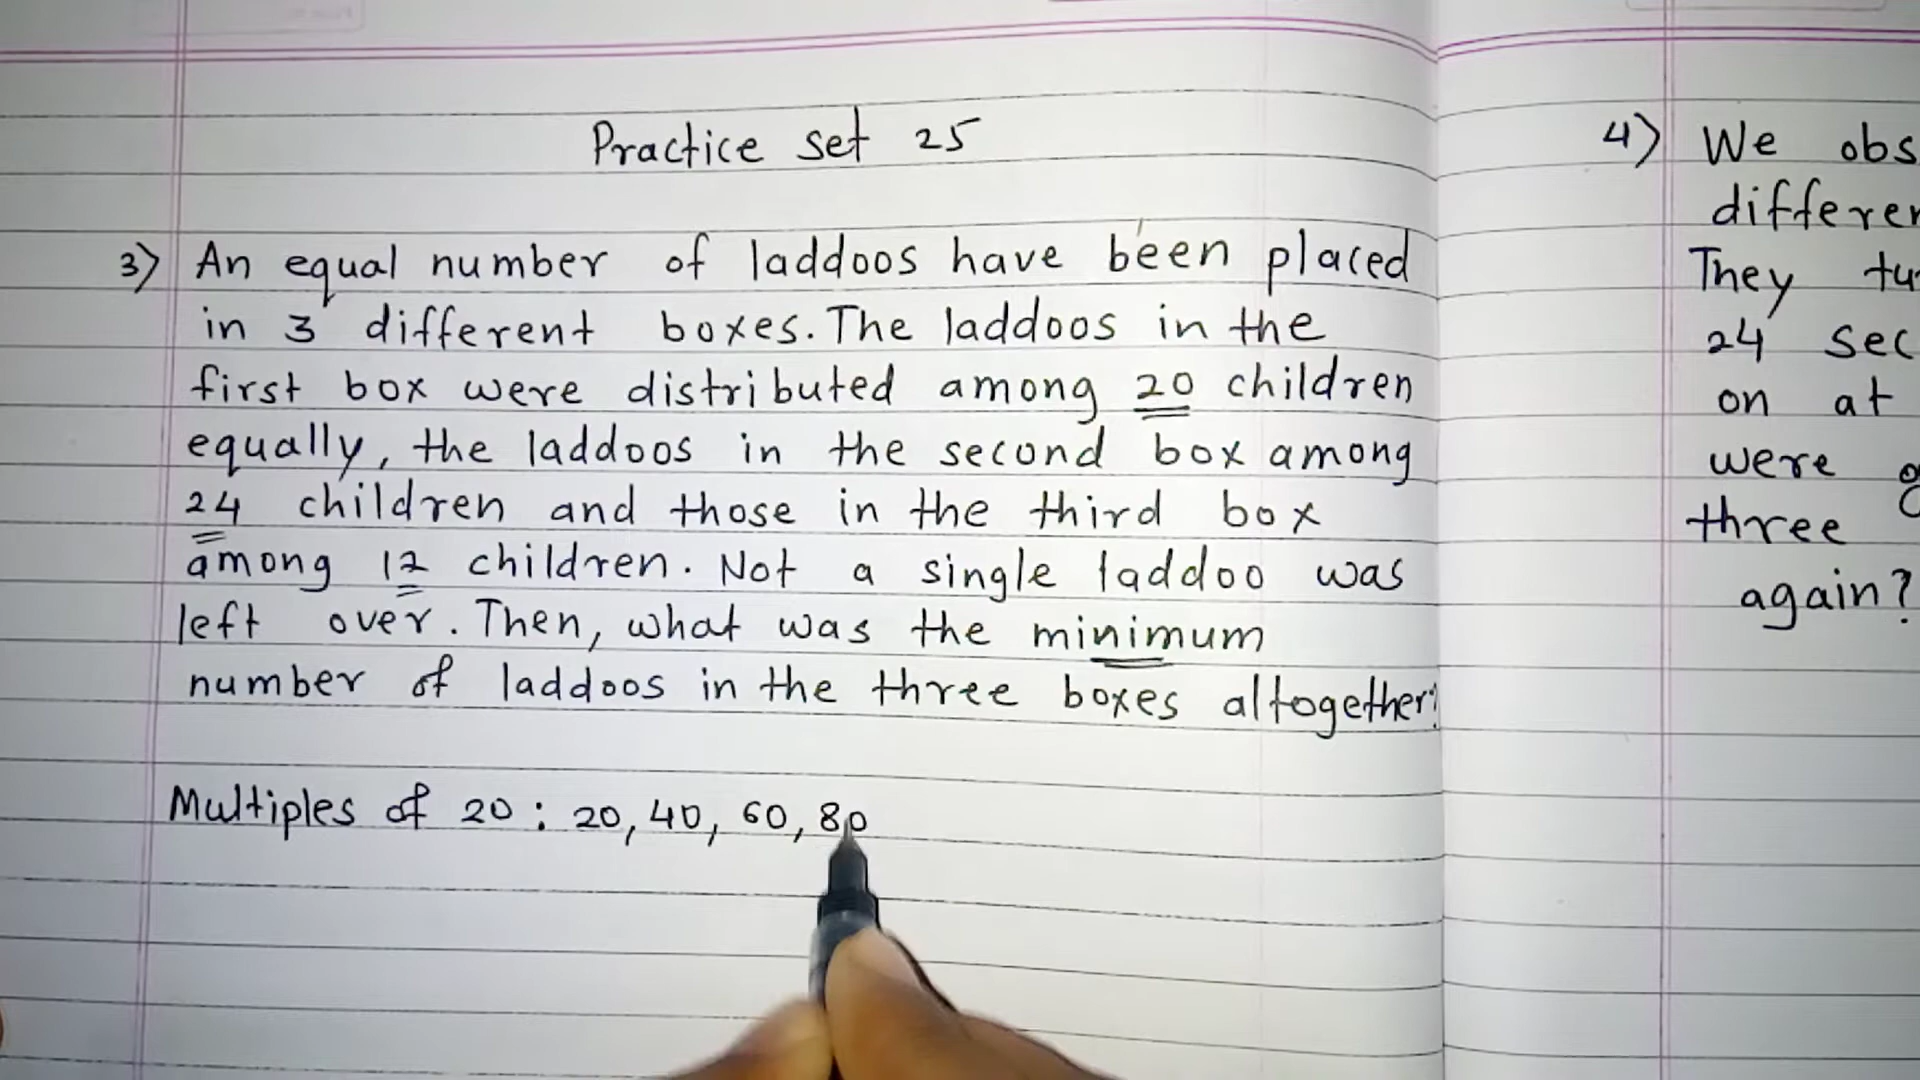 Practice set 25
3) An equal number of laddoos have been placed
in 3 different boxes. The laddoos in the
first box were distributed among 20 children
equally, the laddoos in the second box among
24 children and those in the third box
among 12 children. Not a single laddoo was
left over. Then, what was the minimum
number of laddoos in the three boxes altogether?
Multiples of 20 : 20, 40, 60, 80
4) We obs
differen
They tu
24 sec
on at
were
three
again?